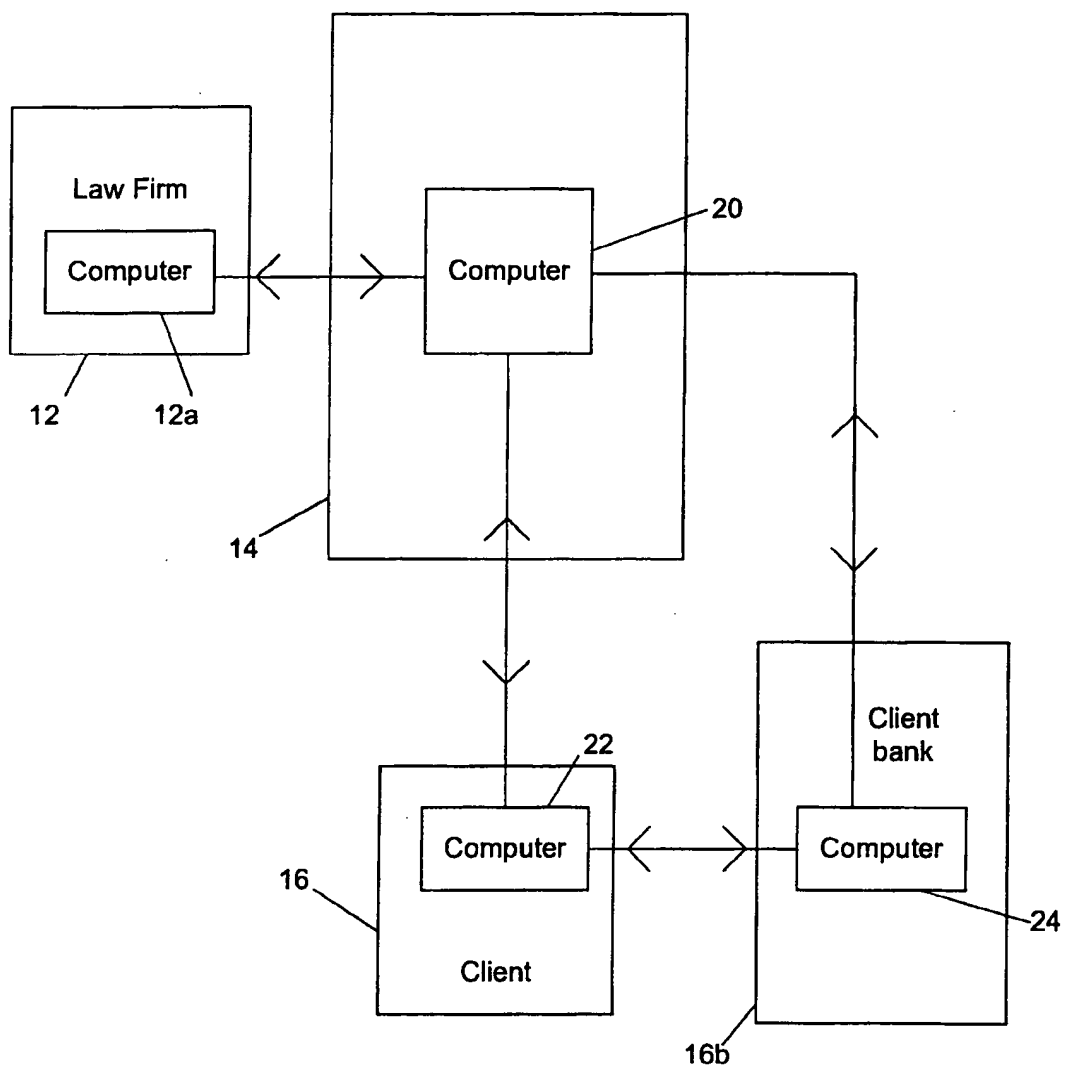 Law Firm
Computer
12
12a
Computer
20
14
Client
bank
22
Computer
Computer
16
24
Client
16b